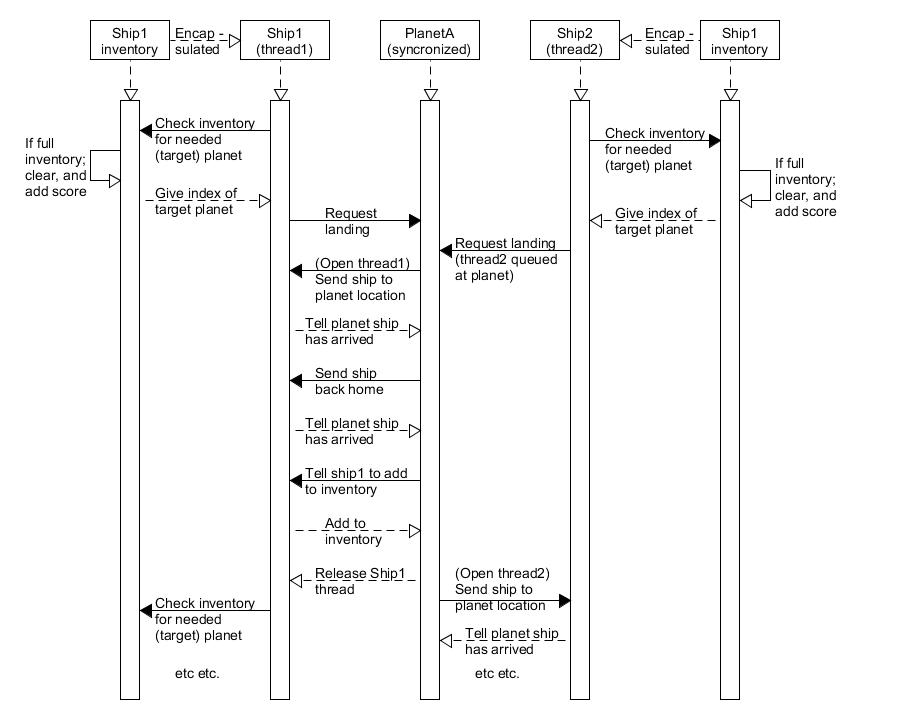 Ship1
inventory
Encap -
sulated
Ship1
(thread1)
PlanetA
(syncronized)
Ship2
(thread2)
Encap -
sulated
Ship1
inventory
Check inventory
for needed
(target) planet
If full
inventory;
clear, and
add score
Give index of
target planet
Check inventory
for needed
(target) planet
If full
inventory;
clear, and
add score
Give index of
target planet
Request
landing
Request landing
(thread2 queued
at planet)
(Open thread1)
Send ship to
planet location
Tell planet ship
has arrived
Send ship
back home
Tell planet ship
has arrived
Tell ship1 to add
to inventory
Add to
inventory
Release Ship1
thread
(Open thread2)
Send ship to
planet location
Check inventory
for needed
(target) planet
Tell planet ship
has arrived
etc etc.
etc etc.